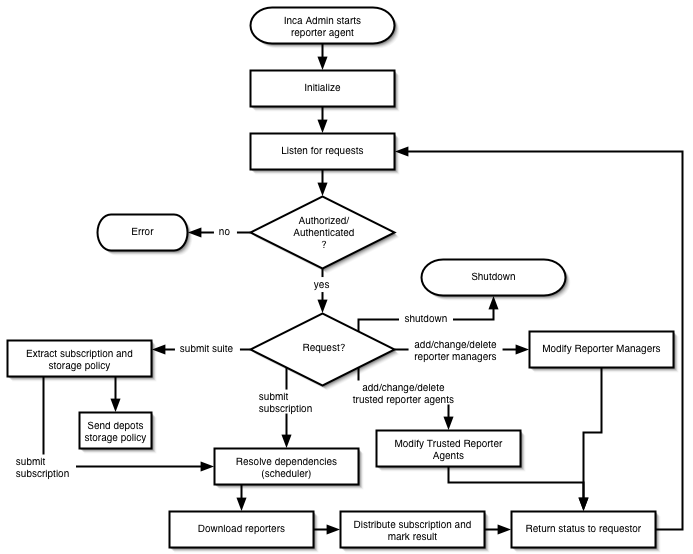 Inca Admin starts
reporter agent
Initialize
Listen for requests
Authorized/
Authenticated
?
Error
no
yes
Shutdown
shutdown
Request?
submit suite
Extract subscription and
storage policy
add/change/delete
reporter managers
Modify Reporter Managers
add/change/delete
trusted reporter agents
submit
subscription
Send depots
storage policy
Modify Trusted Reporter
Agents
submit
subscription
Resolve dependencies
(scheduler)
Download reporters
Distribute subscription and
mark result
Return status to requestor